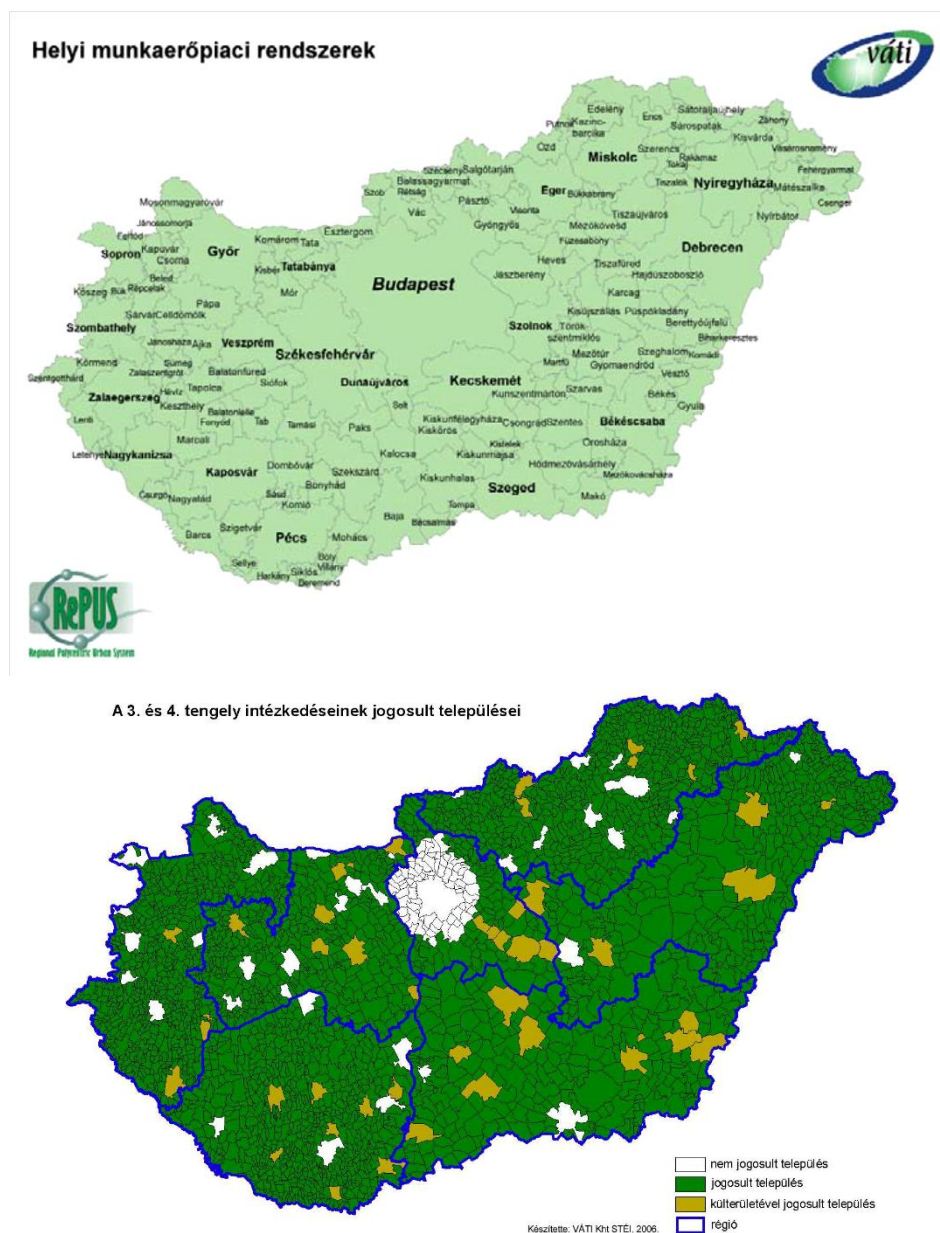 Helyi munkaerőpiaci rendszerek
váti
Edelény
Sátoraljaújhely
Putnok
Kazinc-
barcika
Encs
Sárospatak
Záhony
Kisvárda
Ózd
Szerencs
Vásárosnamény
Miskolc
Rakamaz
Tokaj
Fehérgyarmat
Szécsény
Salgótarján
Balassagyarmat
Rétság
Szob
Eger
Bükkábrány
Tiszalök
Nyíregyháza
Mátészalka
Csenger
Pásztó
Vác
Visonta
Gyöngyös
Mezőkövesd
Tiszaújváros
Nyírbátor
Mosonmagyaróvár
Jánossomorja
Fertőd
Sopron
Kapuvár
Csorna
Győr
Komárom
Tata
Esztergom
Füzesabony
Debrecen
Kisbér
Tatabánya
Heves
Jászberény
Tiszafüred
Hajdúszoboszló
Beled
Kőszeg
Bük
Répcelak
Mór
Budapest
Karcag
Pápa
Sárvár
Celldömölk
Kisújszállás
Püspökladány
Berettyóújfalu
Szombathely
Szolnok
Török-
szentmiklós
Biharkeresztes
Jánosháza
Ajka
Veszprém
Székesfehérvár
Mezőtúr
Szeghalom
Komádi
Körmend
Sümeg
Zalaszentgrót
Balatonfüred
Martfű
Gyomaendrőd
Vésztő
Szentgotthárd
Siófok
Dunaújváros
Kecskemét
Kunszentmárton
Szarvas
Békés
Zalaegerszeg
Hévíz
Tapolca
Keszthely
Gyula
Lenti
Balatonlelle
Fonyód
Tab
Tamási
Paks
Solt
Kiskunfélegyháza
Kiskőrös
Csongrád
Szentes
Békéscsaba
Orosháza
Marcali
Letenye
Nagykanizsa
Kalocsa
Kistelek
Kiskunmajsa
Kaposvár
Dombóvár
Szekszárd
Hódmezővásárhely
Mezőkovácsháza
Bonyhád
Kiskunhalas
Szeged
Makó
Csurgó
Nagyatád
Sásd
Komló
Tompa
Baja
Bácsalmás
Szigetvár
Barcs
Pécs
Mohács
Bóly
Sellye
Harkány
Siklós
Villány
Beremend
RePUS
Regional Polycentric Urban System
A 3. és 4. tengely intézkedéseinek jogosult települései
nem jogosult település
jogosult település
külterületével jogosult település
régió
Készítette: VÁTI Kht STÉI, 2006.